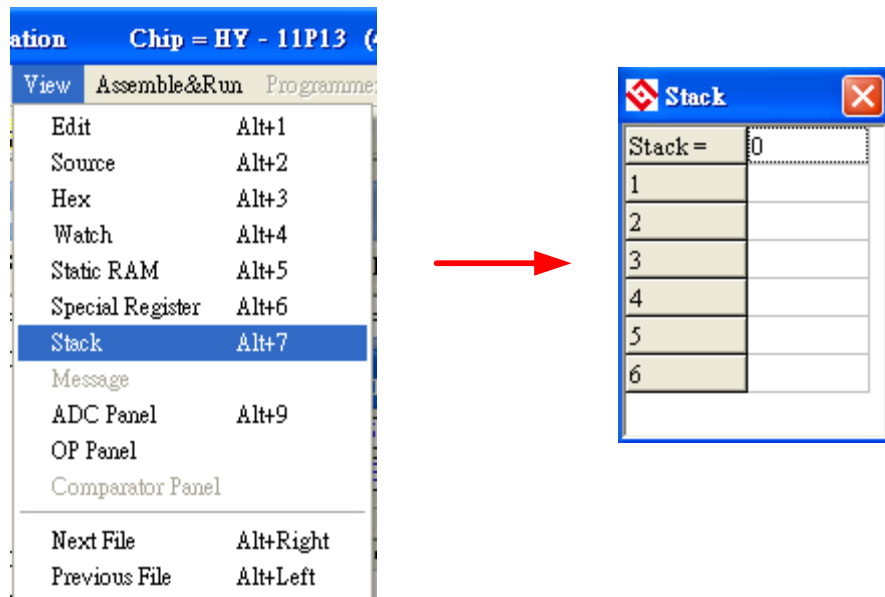 ation Chip = HY - 11P13 (
View Assemble&Run Programme
Edit Alt+1
Source Alt+2
Hex Alt+3
Watch Alt+4
Static RAM Alt+5
Special Register Alt+6
Stack Alt+7
Message
ADC Panel Alt+9
OP Panel
Comparator Panel
Next File Alt+Right
Previous File Alt+Left
Stack
Stack = 0
1
2
3
4
5
6